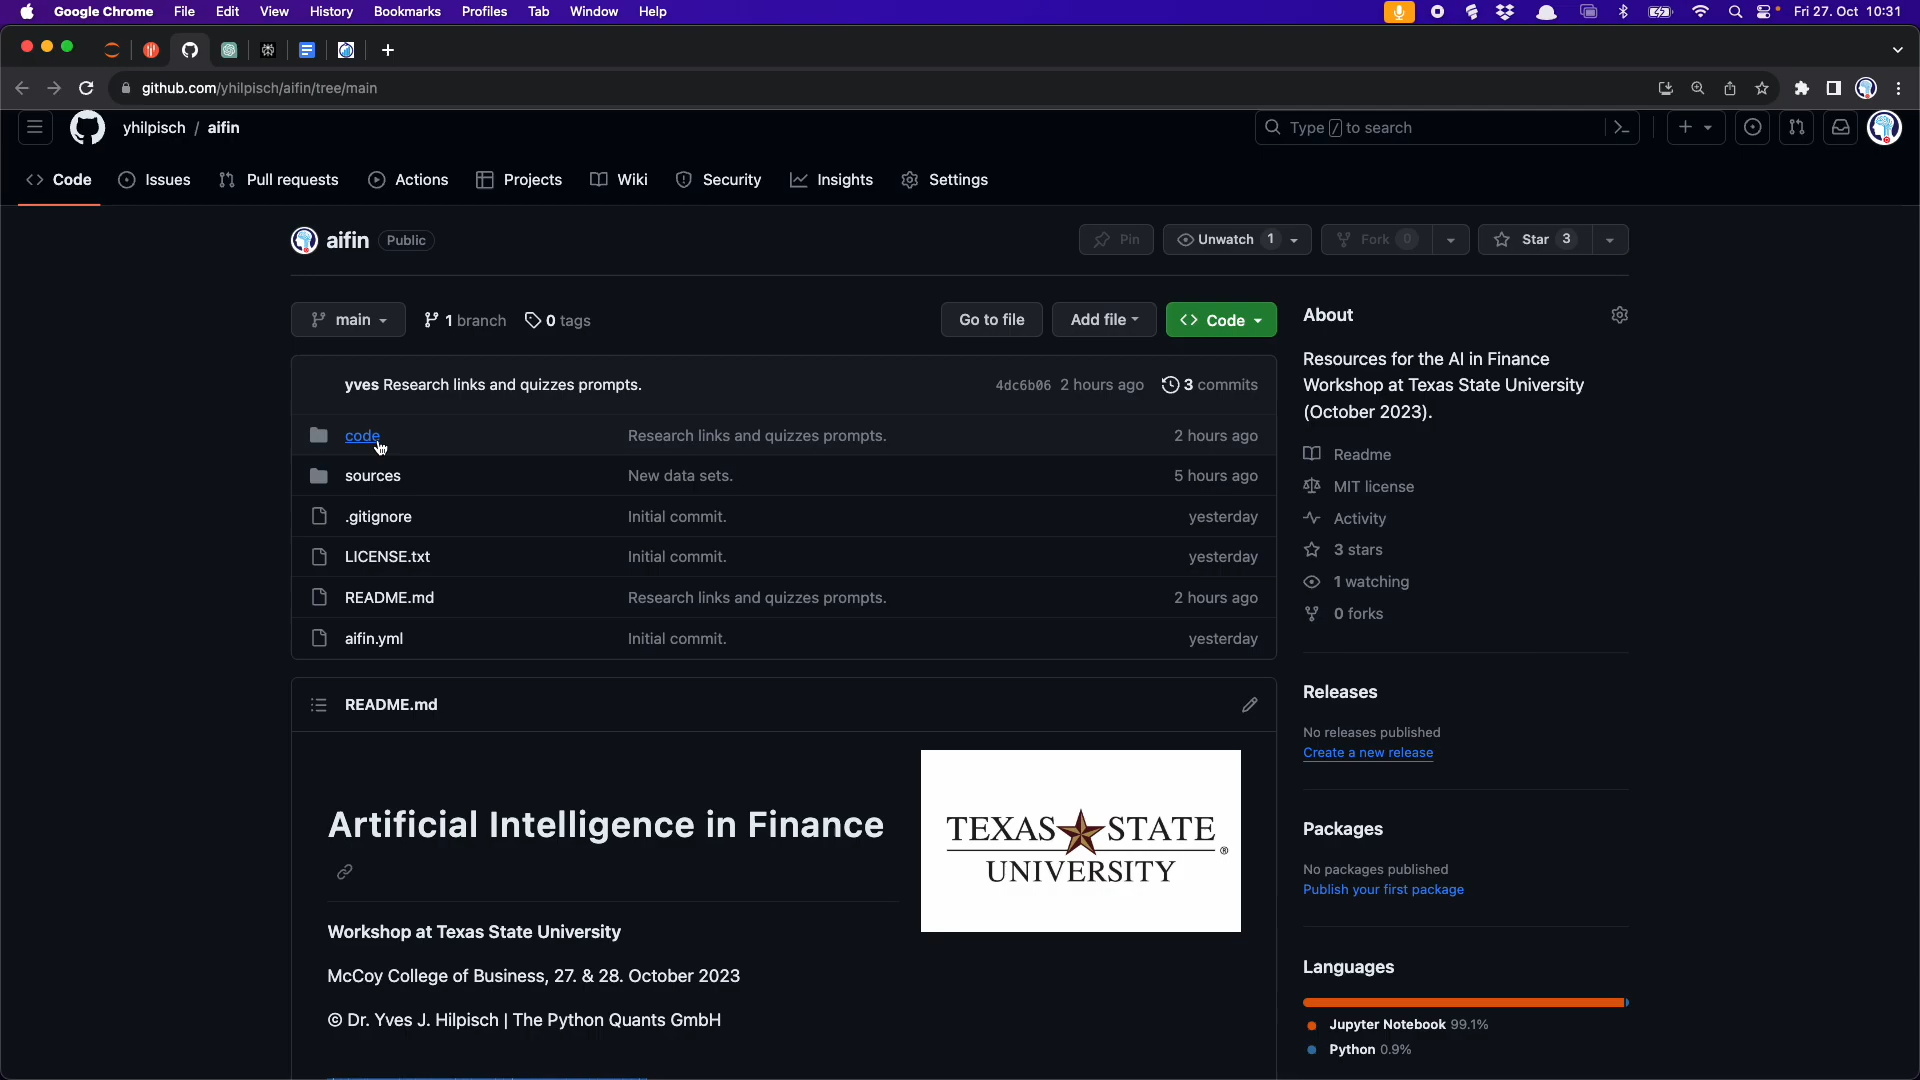 Google Chrome File Edit View History Bookmarks Profiles Tab Window Help Fri 27. Oct 10:31
github.com/yhilpisch/aifin/tree/main
yhilpisch / aifin Type / to search
Code Issues Pull requests Actions Projects Wiki Security Insights Settings
aifin Public Pin Unwatch 1 Fork 0 Star 3
main 1 branch 0 tags Go to file Add file <> Code
yves Research links and quizzes prompts. 4dc6b06 2 hours ago 3 commits
code Research links and quizzes prompts. 2 hours ago
sources New data sets. 5 hours ago
.gitignore Initial commit. yesterday
LICENSE.txt Initial commit. yesterday
README.md Research links and quizzes prompts. 2 hours ago
aifin.yml Initial commit. yesterday
README.md
Artificial Intelligence in Finance
TEXAS STATE
UNIVERSITY ®
Workshop at Texas State University
McCoy College of Business, 27. & 28. October 2023
© Dr. Yves J. Hilpisch | The Python Quants GmbH
About
Resources for the AI in Finance
Workshop at Texas State University
(October 2023).
Readme
MIT license
Activity
3 stars
1 watching
0 forks
Releases
No releases published
Create a new release
Packages
No packages published
Publish your first package
Languages
Jupyter Notebook 99.1%
Python 0.9%